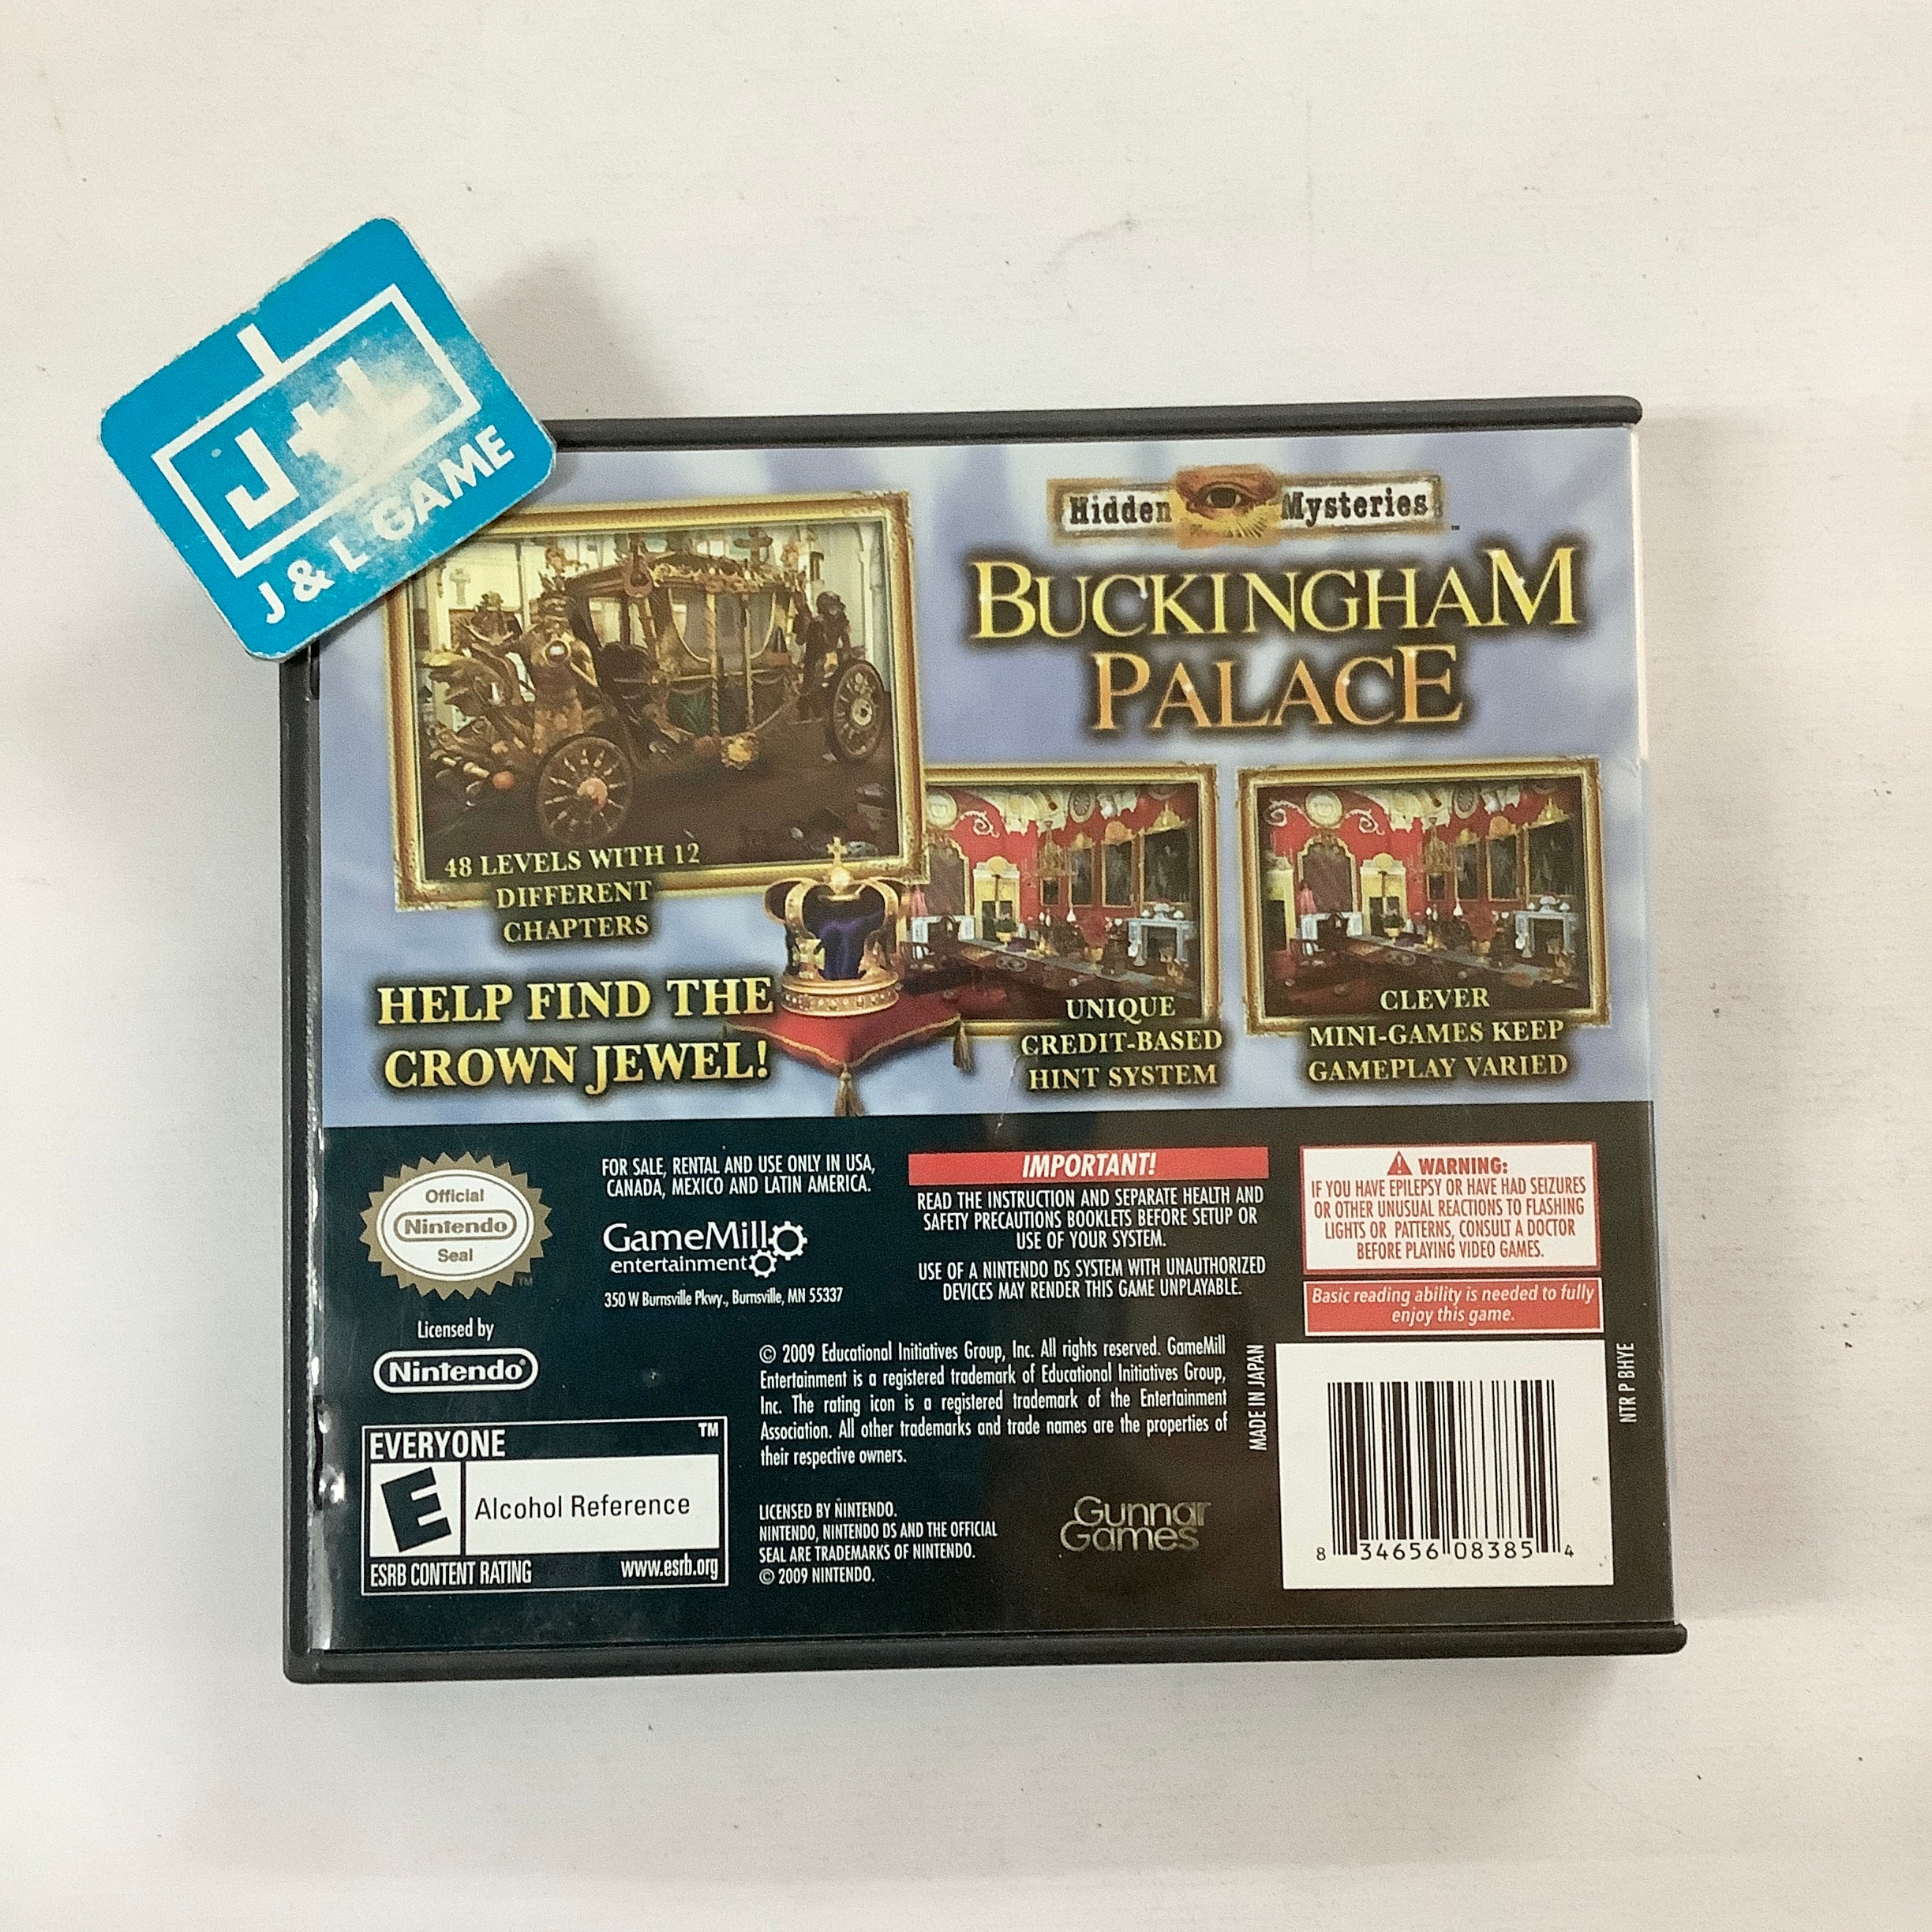 J L
J & L GAME
Hidden Mysteries™
BUCKINGHAM
PALACE
48 LEVELS WITH 12
DIFFERENT
CHAPTERS
HELP FIND THE
CROWN JEWEL!
UNIQUE
CREDIT-BASED
HINT SYSTEM
CLEVER
MINI-GAMES KEEP
GAMEPLAY VARIED
Official
Nintendo
Seal
TM
Licensed by
Nintendo®
FOR SALE, RENTAL AND USE ONLY IN USA,
CANADA, MEXICO AND LATIN AMERICA.
GameMill
entertainment
350 W Burnsville Pkwy., Burnsville, MN 55337
IMPORTANT!
READ THE INSTRUCTION AND SEPARATE HEALTH AND
SAFETY PRECAUTIONS BOOKLETS BEFORE SETUP OR
USE OF YOUR SYSTEM.
USE OF A NINTENDO DS SYSTEM WITH UNAUTHORIZED
DEVICES MAY RENDER THIS GAME UNPLAYABLE.
WARNING:
IF YOU HAVE EPILEPSY OR HAVE HAD SEIZURES
OR OTHER UNUSUAL REACTIONS TO FLASHING
LIGHTS OR PATTERNS, CONSULT A DOCTOR
BEFORE PLAYING VIDEO GAMES.
Basic reading ability is needed to fully
enjoy this game.
© 2009 Educational Initiatives Group, Inc. All rights reserved. GameMill
Entertainment is a registered trademark of Educational Initiatives Group,
Inc. The rating icon is a registered trademark of the Entertainment
Association. All other trademarks and trade names are the properties of
their respective owners.
LICENSED BY NINTENDO.
NINTENDO, NINTENDO DS AND THE OFFICIAL
SEAL ARE TRADEMARKS OF NINTENDO.
© 2009 NINTENDO.
Gunnar
Games
MADE IN JAPAN
NTR P BHYE
8 34656 08385 4
EVERYONE TM
E
Alcohol Reference
ESRB CONTENT RATING www.esrb.org